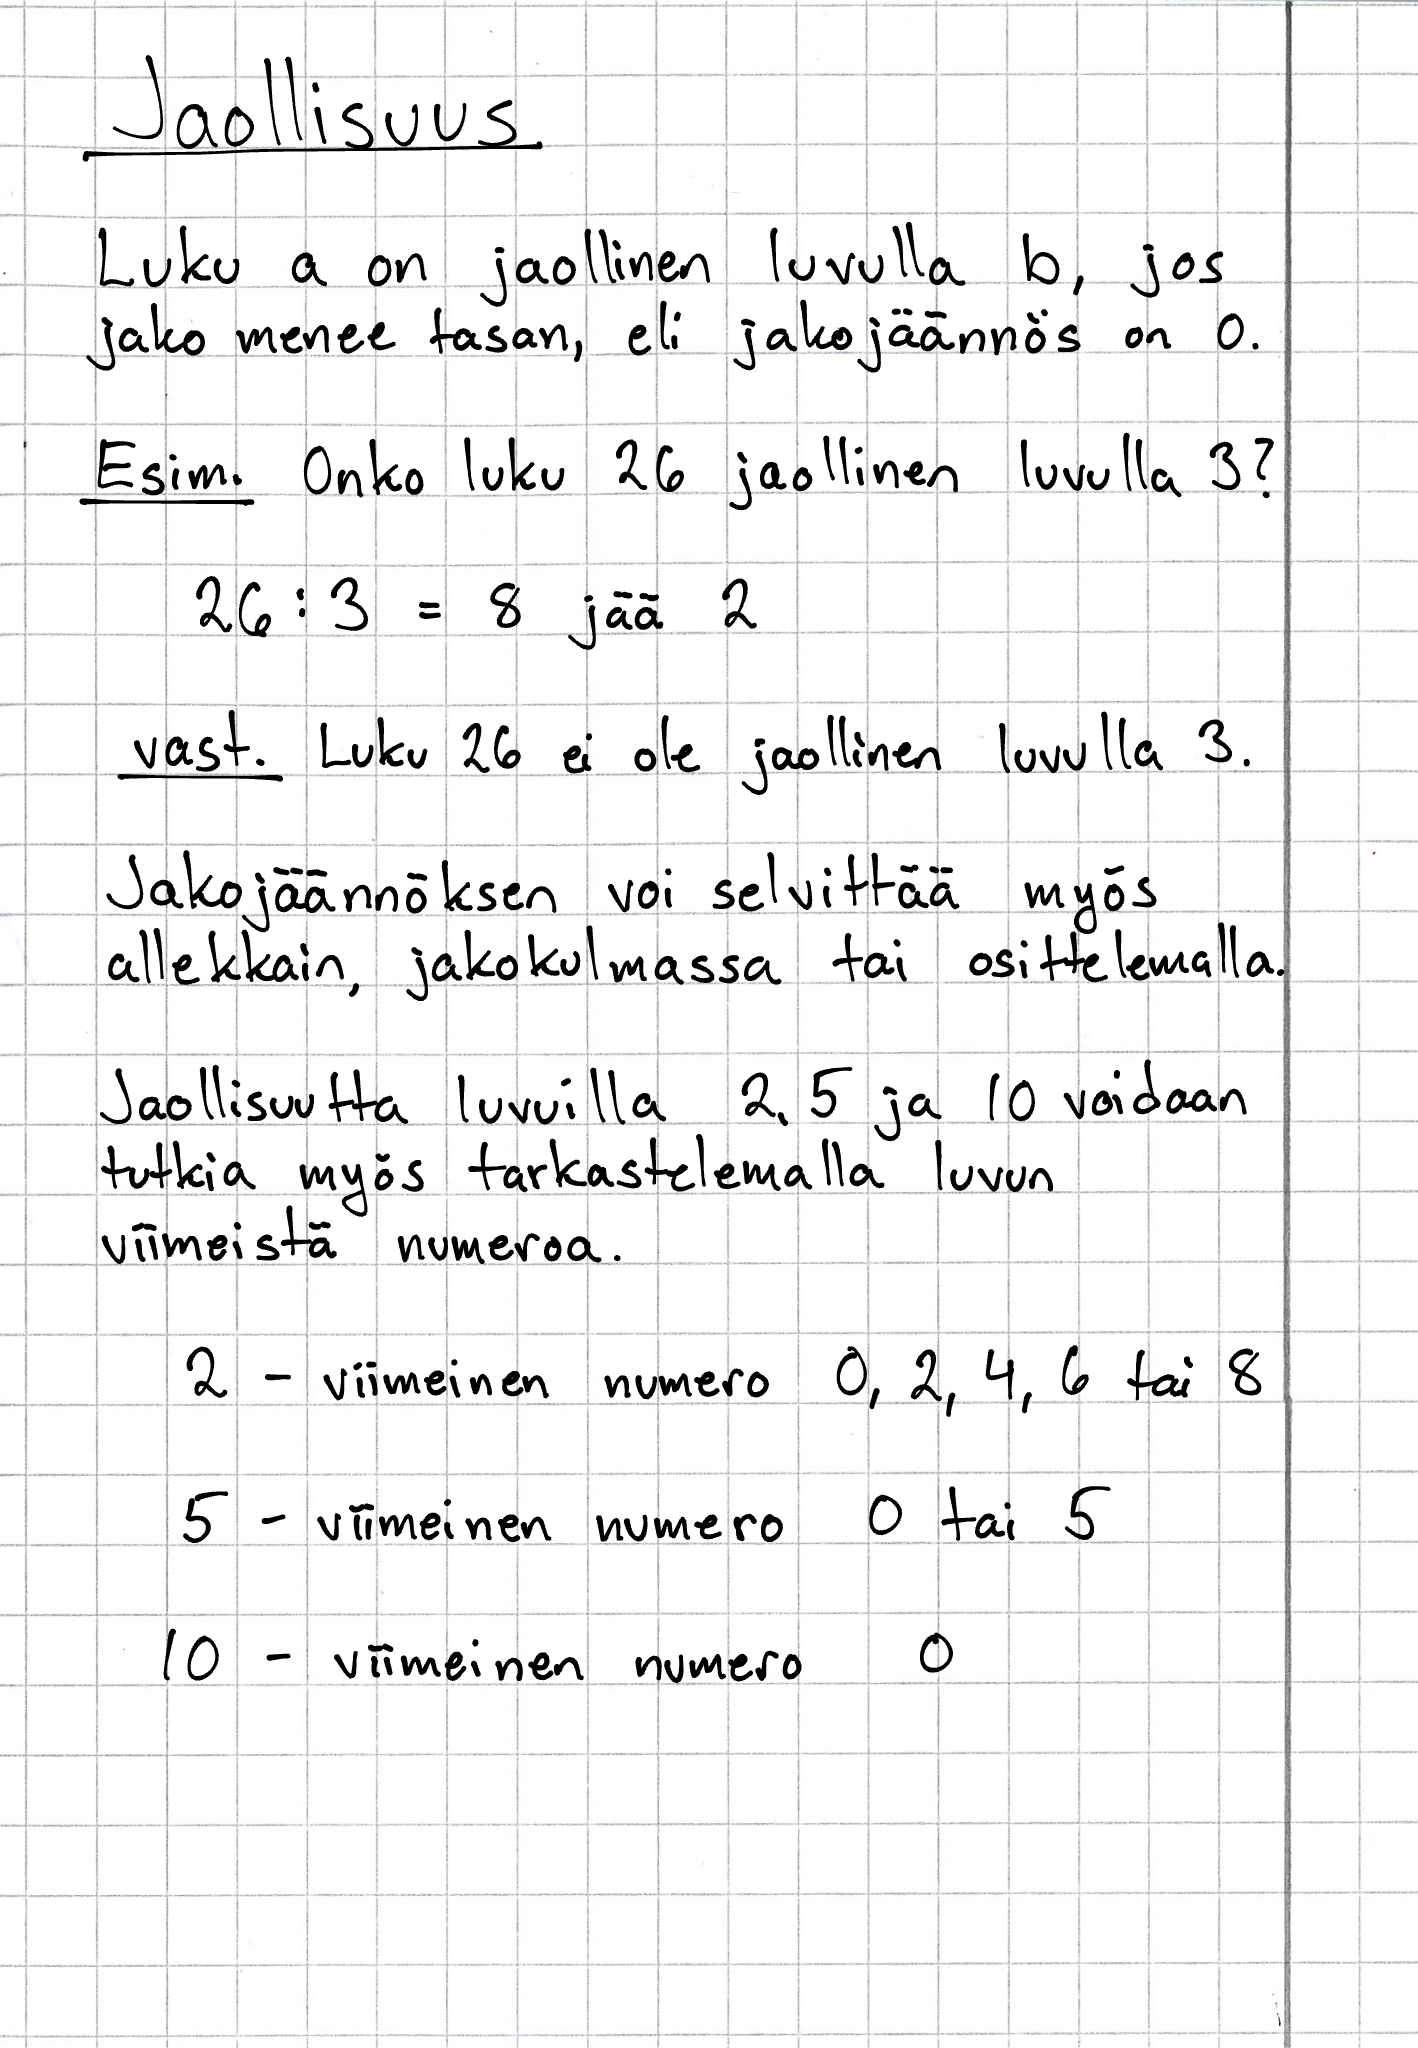 Jaollisuus
Luku a on jaollinen luvulla b, jos
jako menee tasan, eli jakojäännös on 0.
Esim. Onko luku 26 jaollinen luvulla 3?
26 : 3 = 8 jää 2
vast. Luku 26 ei ole jaollinen luvulla 3.
Jakojäännöksen voi selvittää myös
allekkain, jakokulmassa tai osittelemalla.
Jaollisuutta luvuilla 2, 5 ja 10 voidaan
tutkia myös tarkastelemalla luvun
viimeistä numeroa.
2 - viimeinen numero 0, 2, 4, 6 tai 8
5 - viimeinen numero 0 tai 5
10 - viimeinen numero 0